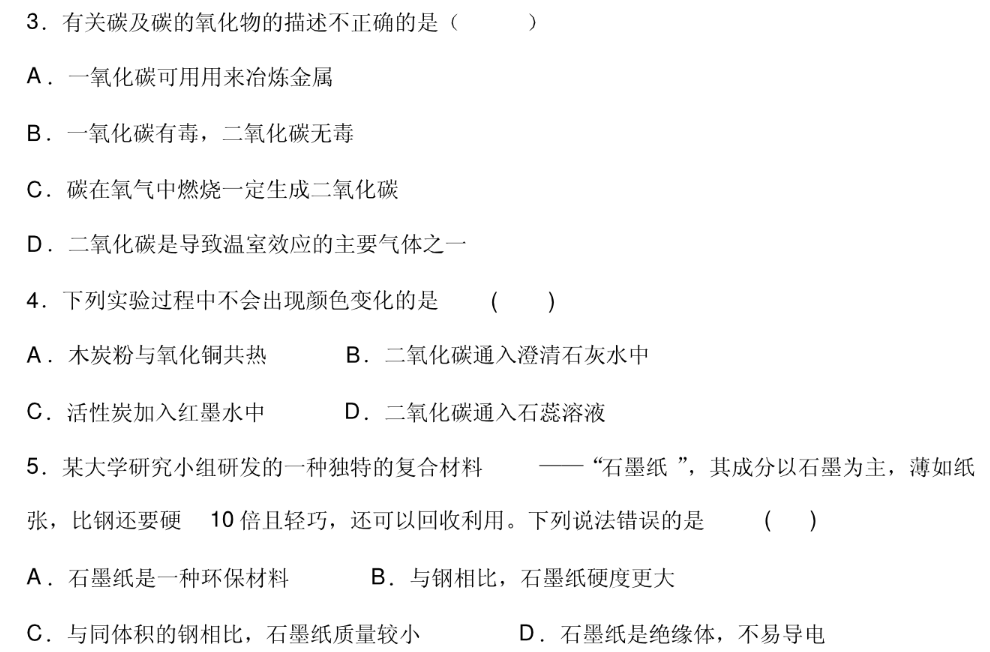 3．有关碳及碳的氧化物的描述不正确的是（　　）
A．一氧化碳可用用来冶炼金属
B．一氧化碳有毒，二氧化碳无毒
C．碳在氧气中燃烧一定生成二氧化碳
D．二氧化碳是导致温室效应的主要气体之一
4．下列实验过程中不会出现颜色变化的是 (　　)
A．木炭粉与氧化铜共热 B．二氧化碳通入澄清石灰水中
C．活性炭加入红墨水中 D．二氧化碳通入石蕊溶液
5．某大学研究小组研发的一种独特的复合材料 ——“石墨纸 ”，其成分以石墨为主，薄如纸
张，比钢还要硬 10 倍且轻巧，还可以回收利用。下列说法错误的是 (　　)
A．石墨纸是一种环保材料 B．与钢相比，石墨纸硬度更大
C．与同体积的钢相比，石墨纸质量较小 D．石墨纸是绝缘体，不易导电